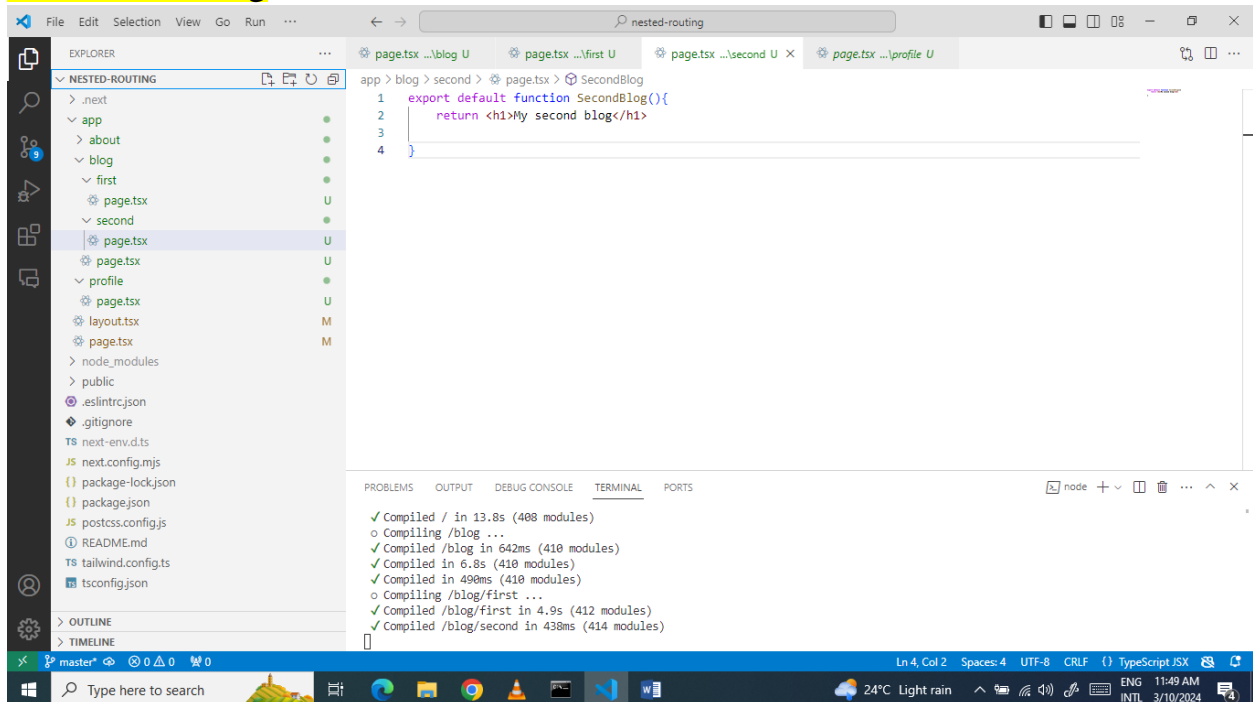 File Edit Selection View Go Run ...
nested-routing
EXPLORER
NESTED-ROUTING
.next
app
about
blog
first
page.tsx U
second
page.tsx U
page.tsx U
profile
page.tsx U
layout.tsx M
page.tsx M
node_modules
public
.eslintrc.json
.gitignore
TS next-env.d.ts
JS next.config.mjs
{} package-lock.json
{} package.json
JS postcss.config.js
README.md
TS tailwind.config.ts
tsconfig.json
OUTLINE
TIMELINE
page.tsx ...\blog U page.tsx ...\first U page.tsx ...\second U page.tsx ...\profile U
app > blog > second > page.tsx > SecondBlog
1 export default function SecondBlog(){
2 return <h1>My second blog</h1>
3
4 }
PROBLEMS OUTPUT DEBUG CONSOLE TERMINAL PORTS
node
✓ Compiled / in 13.8s (408 modules)
○ Compiling /blog ...
✓ Compiled /blog in 642ms (410 modules)
✓ Compiled in 6.8s (410 modules)
✓ Compiled in 490ms (410 modules)
○ Compiling /blog/first ...
✓ Compiled /blog/first in 4.9s (412 modules)
✓ Compiled /blog/second in 438ms (414 modules)
master* 0 0 0
Ln 4, Col 2 Spaces: 4 UTF-8 CRLF {} TypeScript JSX
Type here to search
24°C Light rain
ENG 11:49 AM
INTL 3/10/2024